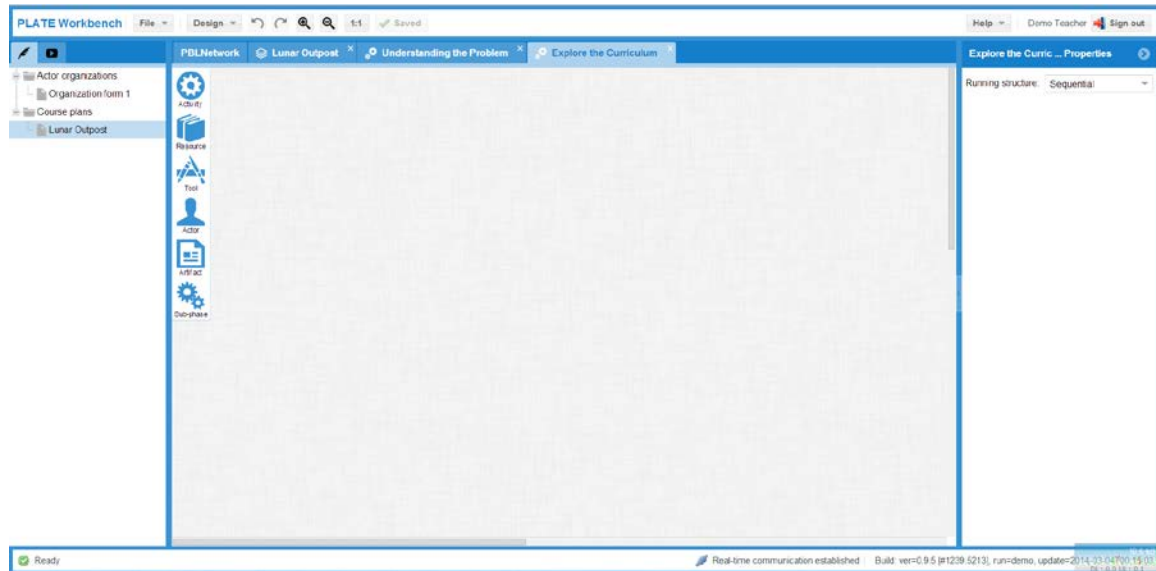 PLATE Workbench File Design 1:1 Saved Help Demo Teacher Sign out
PBLNetwork Lunar Outpost Understanding the Problem Explore the Curriculum
Explore the Curric ... Properties
Actor organizations
Organization form 1
Course plans
Lunar Outpost
Activity
Resource
Tool
Actor
Artifact
Sub-phase
Running structure: Sequential
Ready
Real-time communication established Build: ver=0.9.5 [#1239.5213], run=demo, update=2014-03-04